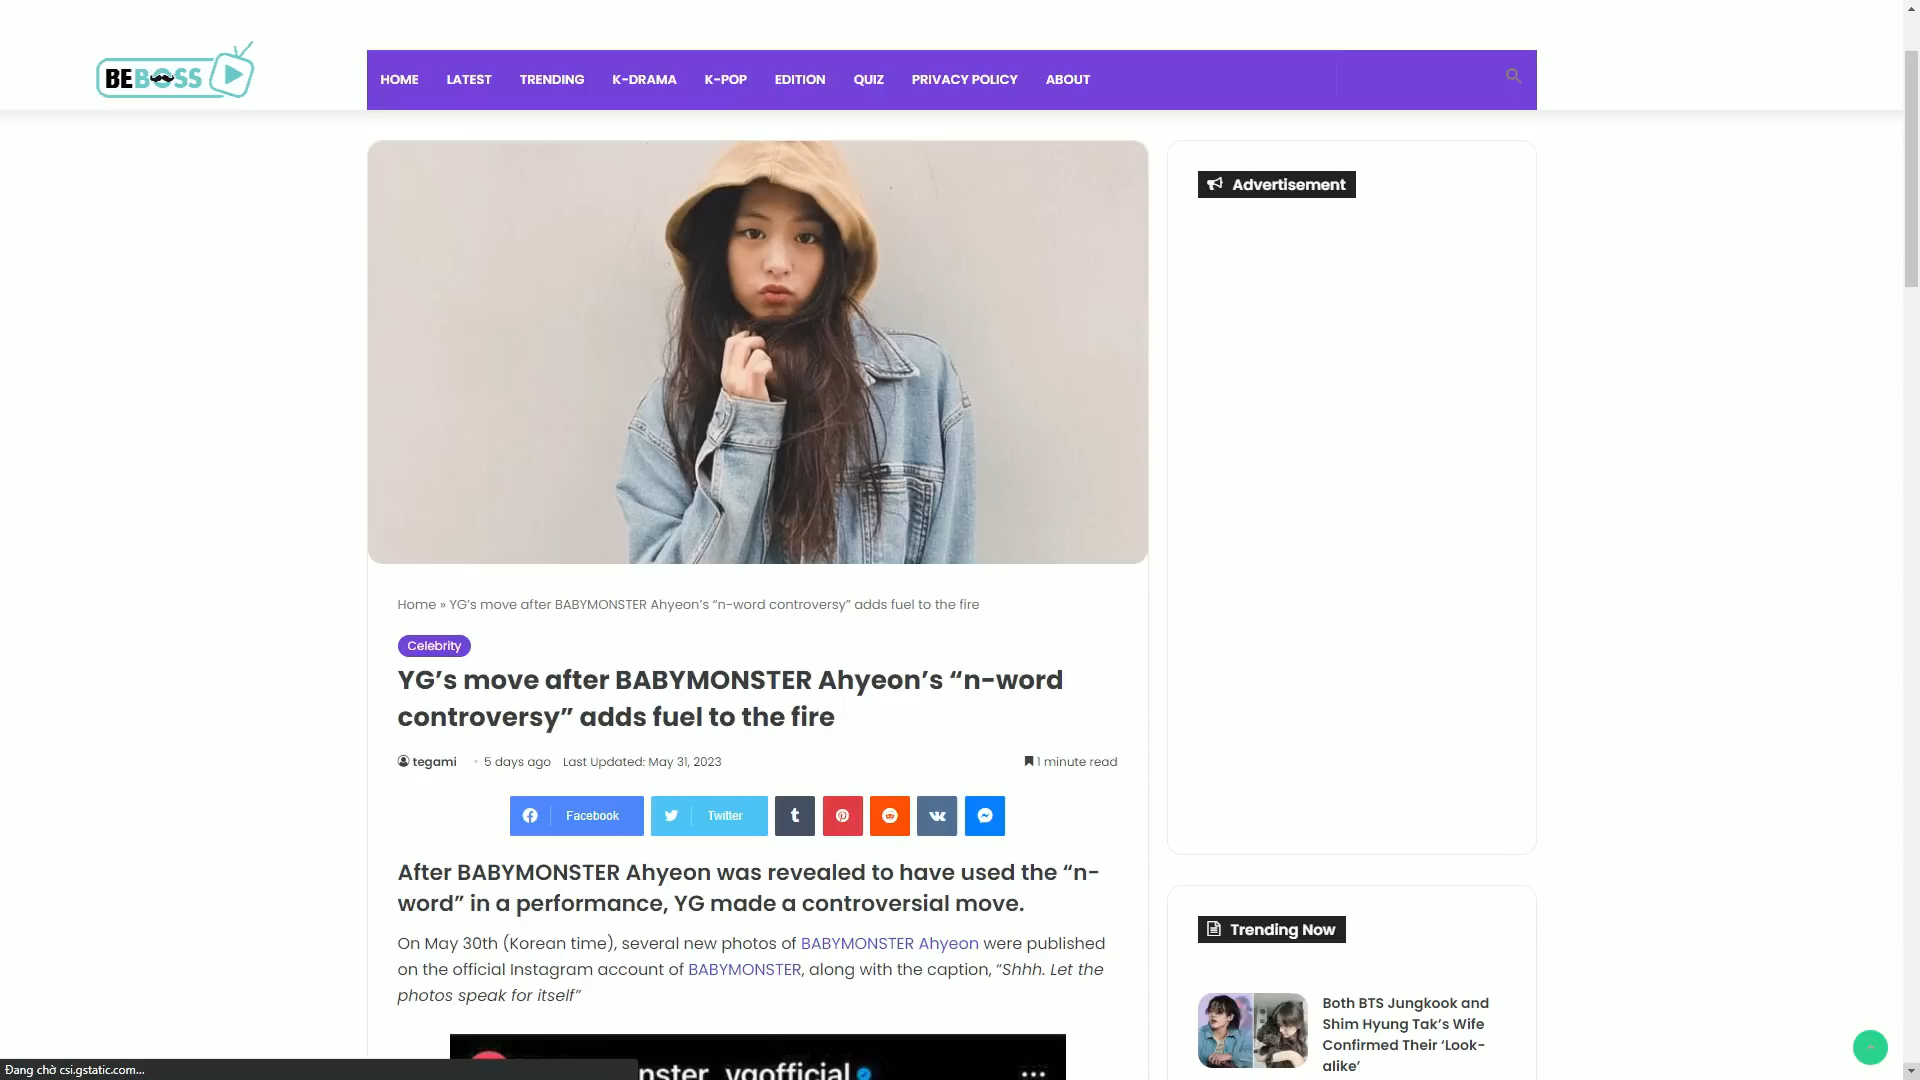 BEBOSS
HOME LATEST TRENDING K-DRAMA K-POP EDITION QUIZ PRIVACY POLICY ABOUT
Advertisement
Home » YG’s move after BABYMONSTER Ahyeon’s “n-word controversy” adds fuel to the fire
Celebrity
YG’s move after BABYMONSTER Ahyeon’s “n-word
controversy” adds fuel to the fire
tegami • 5 days ago Last Updated: May 31, 2023 1 minute read
Facebook Twitter
After BABYMONSTER Ahyeon was revealed to have used the “n-
word” in a performance, YG made a controversial move.
On May 30th (Korean time), several new photos of BABYMONSTER Ahyeon were published
on the official Instagram account of BABYMONSTER, along with the caption, “Shhh. Let the
photos speak for itself”
Trending Now
Both BTS Jungkook and
Shim Hyung Tak’s Wife
Confirmed Their ‘Look-
alike’
Đang chờ csi.gstatic.com...